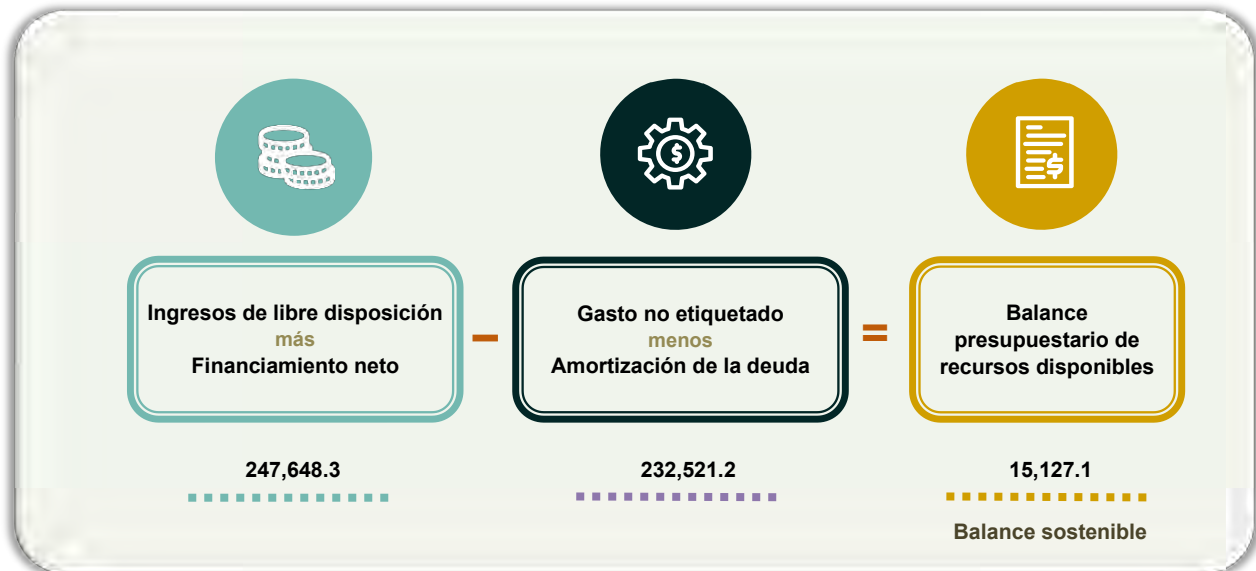 Ingresos de libre disposición
más
Financiamiento neto
−
Gasto no etiquetado
menos
Amortización de la deuda
=
Balance
presupuestario de
recursos disponibles
247,648.3
232,521.2
15,127.1
Balance sostenible